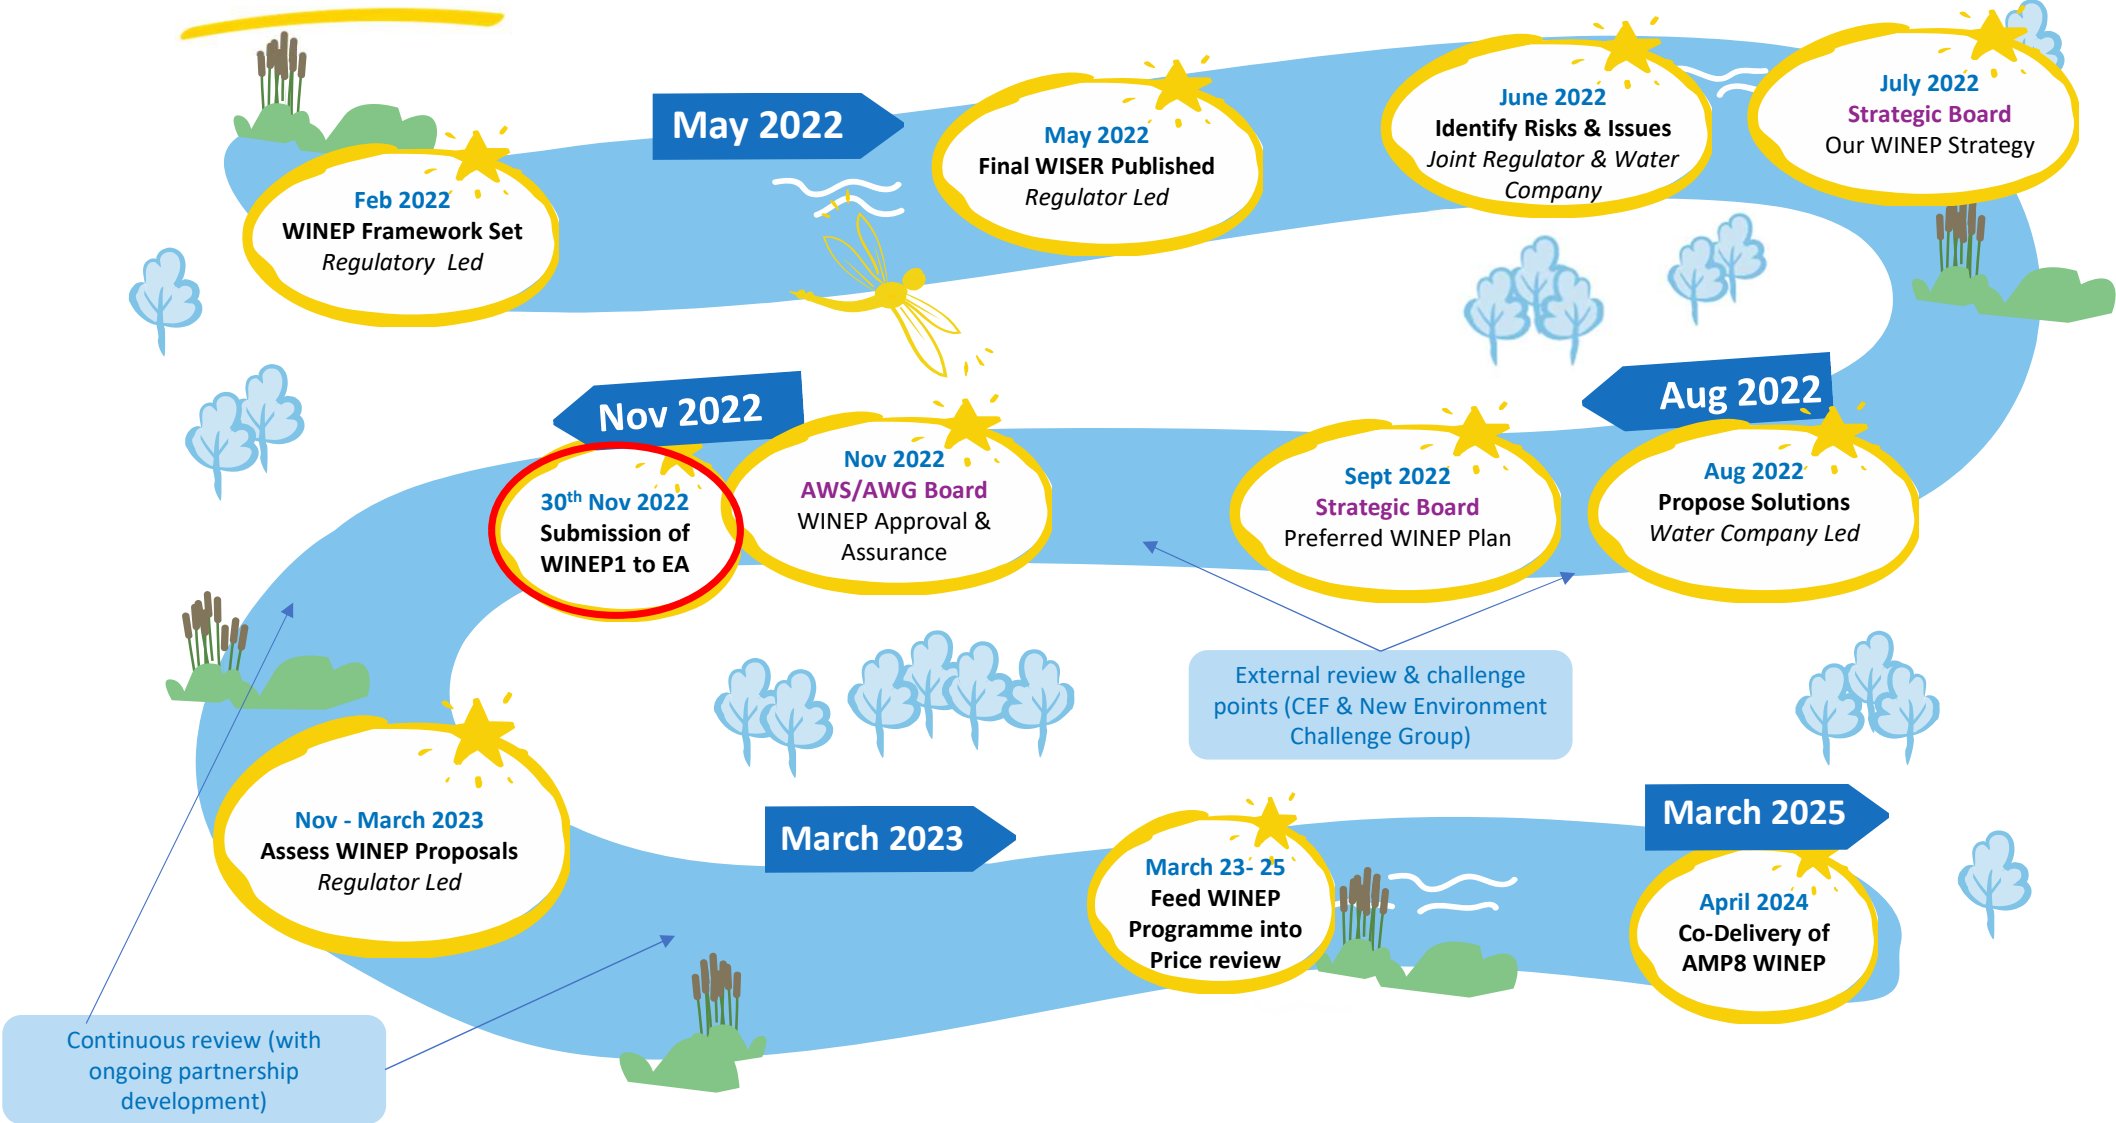 May 2022
Feb 2022
WINEP Framework Set
Regulatory Led
May 2022
Final WISER Published
Regulator Led
June 2022
Identify Risks & Issues
Joint Regulator & Water
Company
July 2022
Strategic Board
Our WINEP Strategy
Aug 2022
Aug 2022
Propose Solutions
Water Company Led
Sept 2022
Strategic Board
Preferred WINEP Plan
Nov 2022
Nov 2022
AWS/AWG Board
WINEP Approval &
Assurance
30th Nov 2022
Submission of
WINEP1 to EA
External review & challenge
points (CEF & New Environment
Challenge Group)
Nov - March 2023
Assess WINEP Proposals
Regulator Led
Continuous review (with
ongoing partnership
development)
March 2023
March 23- 25
Feed WINEP
Programme into
Price review
March 2025
April 2024
Co-Delivery of
AMP8 WINEP